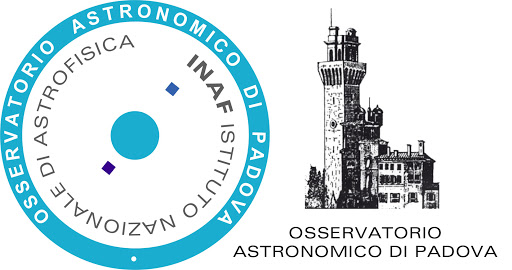 OSSERVATORIO ASTRONOMICO DI PADOVA
INAF ISTITUTO NAZIONALE DI ASTROFISICA
OSSERVATORIO
ASTRONOMICO DI PADOVA